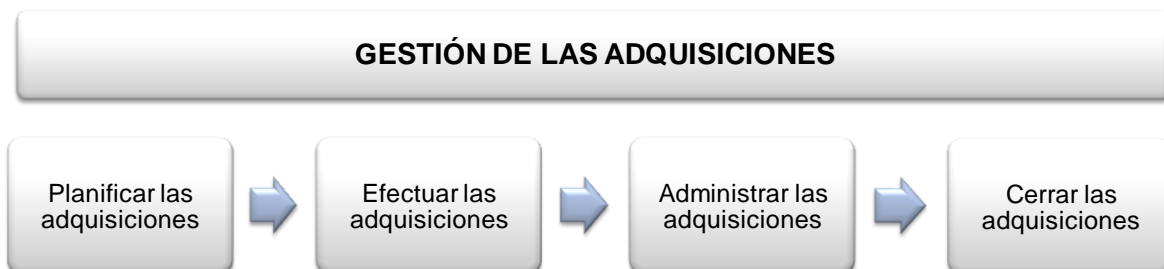 GESTIÓN DE LAS ADQUISICIONES
Planificar las
adquisiciones
Efectuar las
adquisiciones
Administrar las
adquisiciones
Cerrar las
adquisiciones